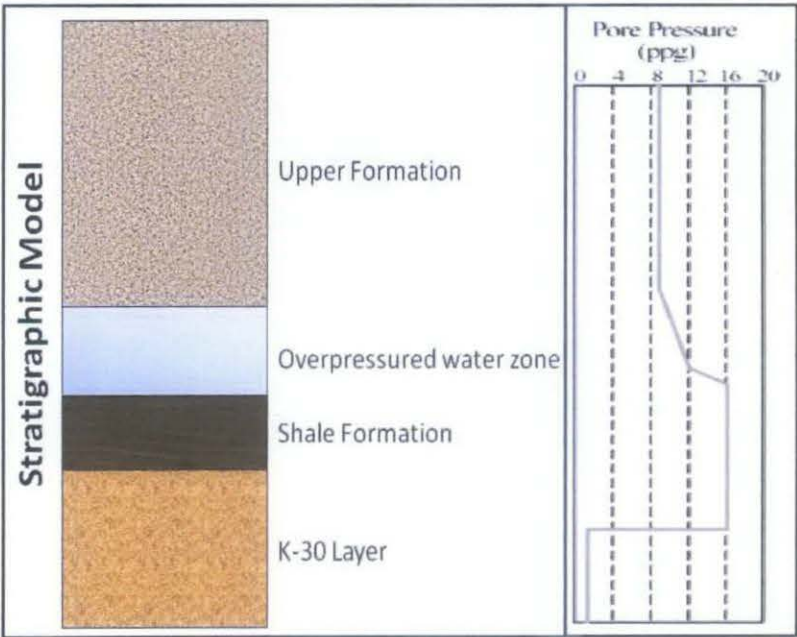 Stratigraphic Model
Upper Formation
Overpressured water zone
Shale Formation
K-30 Layer
Pore Pressure
(ppg)
0 4 8 12 16 20